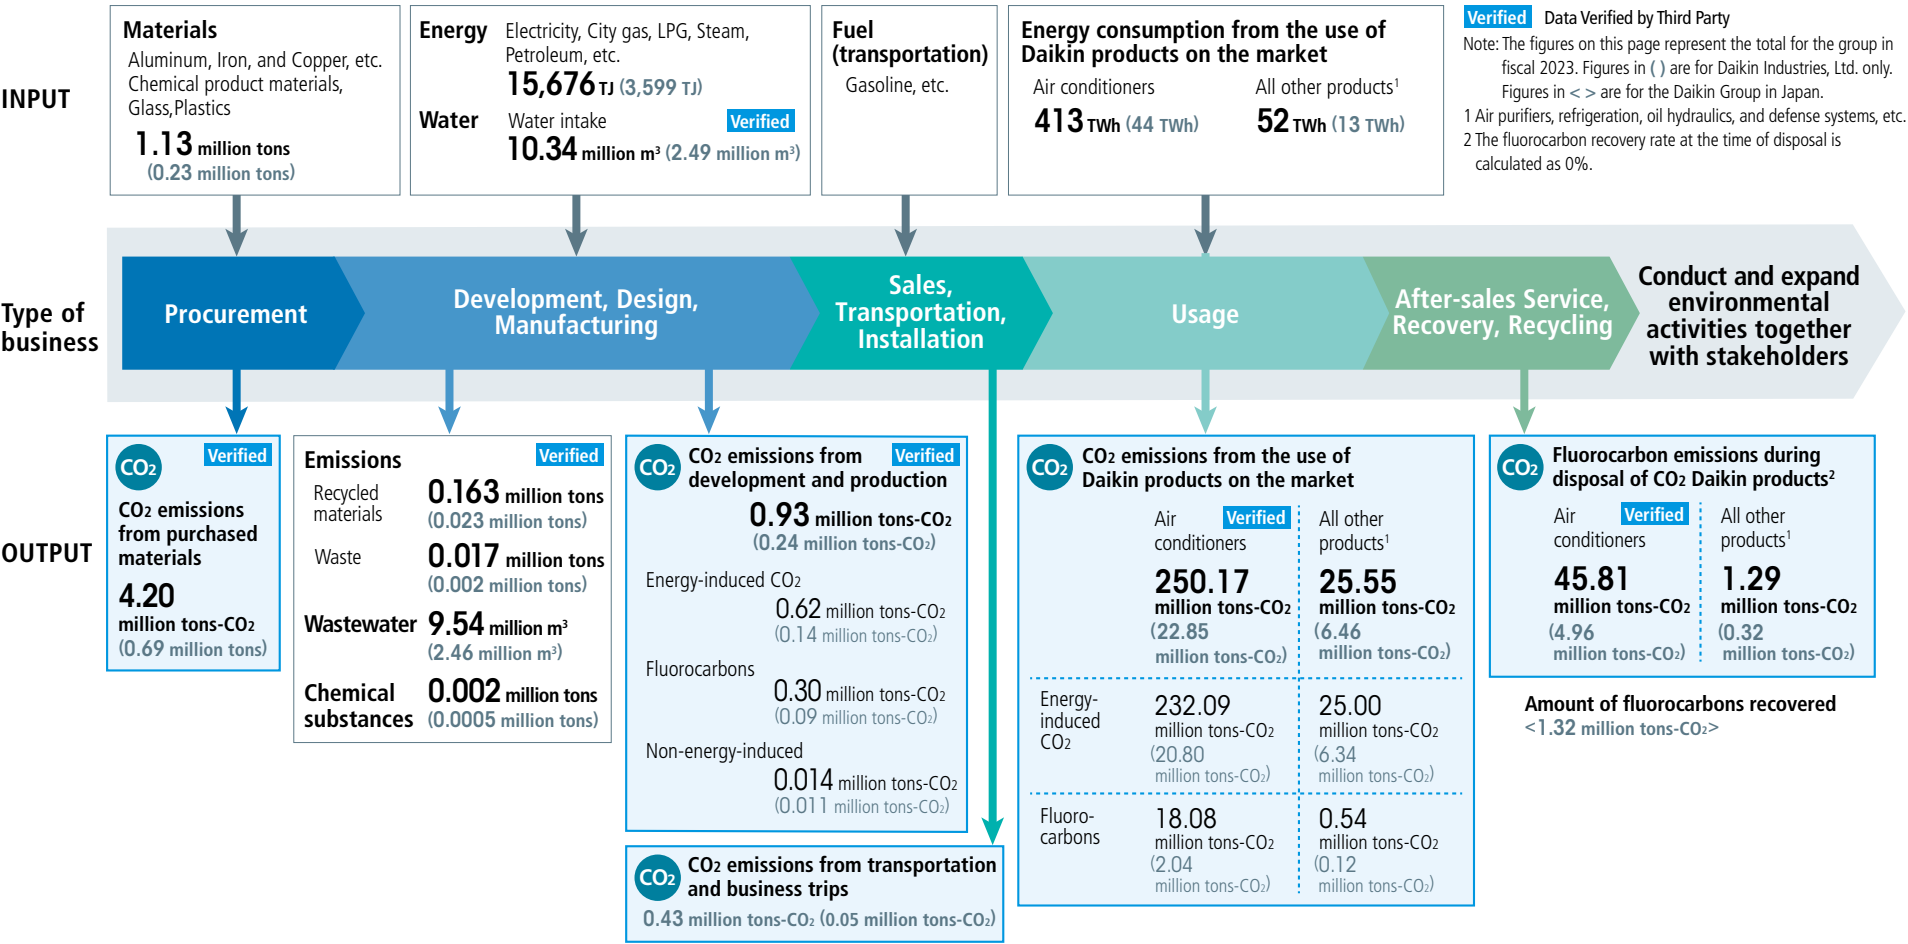 INPUT
Materials
Aluminum, Iron, and Copper, etc.
Chemical product materials,
Glass,Plastics
1.13 million tons
(0.23 million tons)
Energy Electricity, City gas, LPG, Steam,
Petroleum, etc.
15,676 TJ (3,599 TJ)
Water Water intake Verified
10.34 million m³ (2.49 million m³)
Fuel
(transportation)
Gasoline, etc.
Energy consumption from the use of
Daikin products on the market
Air conditioners
413 TWh (44 TWh)
All other products¹
52 TWh (13 TWh)
Verified Data Verified by Third Party
Note: The figures on this page represent the total for the group in
fiscal 2023. Figures in ( ) are for Daikin Industries, Ltd. only.
Figures in < > are for the Daikin Group in Japan.
1 Air purifiers, refrigeration, oil hydraulics, and defense systems, etc.
2 The fluorocarbon recovery rate at the time of disposal is
calculated as 0%.
Type of
business
Procurement
Development, Design,
Manufacturing
Sales,
Transportation,
Installation
Usage
After-sales Service,
Recovery, Recycling
Conduct and expand
environmental
activities together
with stakeholders
OUTPUT
CO₂ Verified
CO₂ emissions
from purchased
materials
4.20
million tons-CO₂
(0.69 million tons)
Emissions Verified
Recycled
materials
0.163 million tons
(0.023 million tons)
Waste 0.017 million tons
(0.002 million tons)
Wastewater 9.54 million m³
(2.46 million m³)
Chemical
substances
0.002 million tons
(0.0005 million tons)
CO₂
CO₂ emissions from Verified
development and production
0.93 million tons-CO₂
(0.24 million tons-CO₂)
Energy-induced CO₂
0.62 million tons-CO₂
(0.14 million tons-CO₂)
Fluorocarbons
0.30 million tons-CO₂
(0.09 million tons-CO₂)
Non-energy-induced
0.014 million tons-CO₂
(0.011 million tons-CO₂)
CO₂
CO₂ emissions from transportation
and business trips
0.43 million tons-CO₂ (0.05 million tons-CO₂)
CO₂
CO₂ emissions from the use of
Daikin products on the market
Air Verified
conditioners
250.17
million tons-CO₂
(22.85
million tons-CO₂)
All other
products¹
25.55
million tons-CO₂
(6.46
million tons-CO₂)
Energy-
induced
CO₂
232.09
million tons-CO₂
(20.80
million tons-CO₂)
25.00
million tons-CO₂
(6.34
million tons-CO₂)
Fluoro-
carbons
18.08
million tons-CO₂
(2.04
million tons-CO₂)
0.54
million tons-CO₂
(0.12
million tons-CO₂)
CO₂
Fluorocarbon emissions during
disposal of CO₂ Daikin products²
Air Verified
conditioners
45.81
million tons-CO₂
(4.96
million tons-CO₂)
All other
products¹
1.29
million tons-CO₂
(0.32
million tons-CO₂)
Amount of fluorocarbons recovered
<1.32 million tons-CO₂>